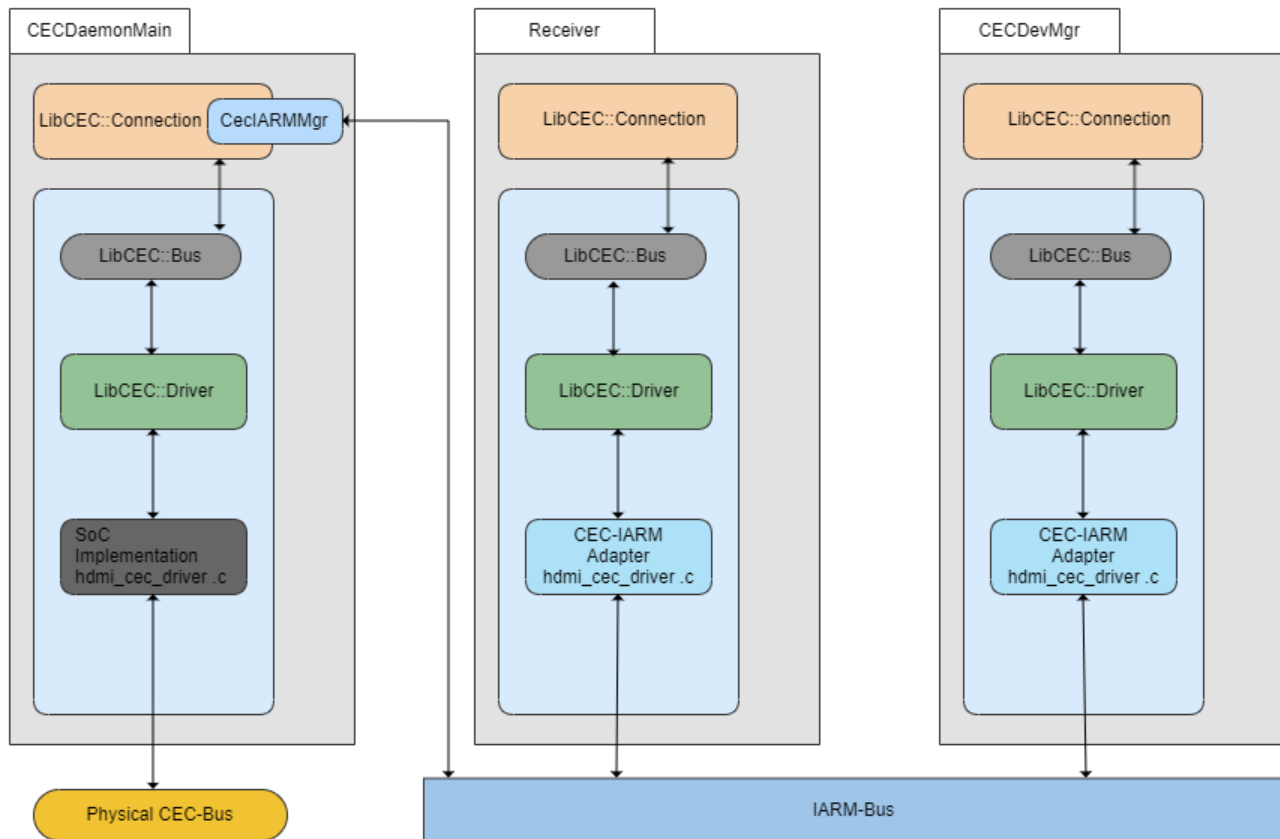 CECDaemonMain
LibCEC::Connection
CecIARMMgr
LibCEC::Bus
LibCEC::Driver
SoC
Implementation
hdmi_cec_driver .c
Physical CEC-Bus
Receiver
LibCEC::Connection
LibCEC::Bus
LibCEC::Driver
CEC-IARM
Adapter
hdmi_cec_driver .c
CECDevMgr
LibCEC::Connection
LibCEC::Bus
LibCEC::Driver
CEC-IARM
Adapter
hdmi_cec_driver .c
IARM-Bus